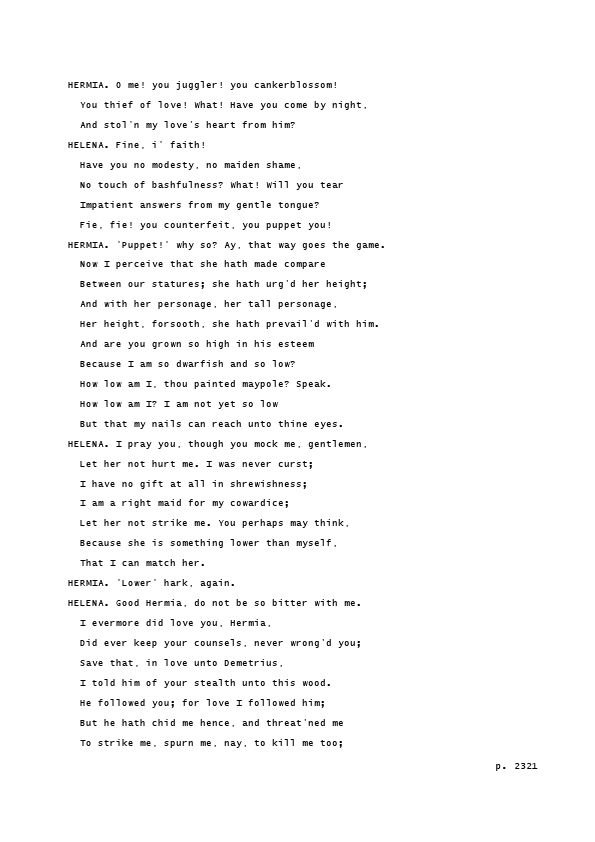 HERMIA. O me! you juggler! you cankerblossom!
You thief of love! What! Have you come by night,
And stol'n my love's heart from him?
HELENA. Fine, i' faith!
Have you no modesty, no maiden shame,
No touch of bashfulness? What! Will you tear
Impatient answers from my gentle tongue?
Fie, fie! you counterfeit, you puppet you!
HERMIA. 'Puppet!' why so? Ay, that way goes the game.
Now I perceive that she hath made compare
Between our statures; she hath urg'd her height;
And with her personage, her tall personage,
Her height, forsooth, she hath prevail'd with him.
And are you grown so high in his esteem
Because I am so dwarfish and so low?
How low am I, thou painted maypole? Speak.
How low am I? I am not yet so low
But that my nails can reach unto thine eyes.
HELENA. I pray you, though you mock me, gentlemen,
Let her not hurt me. I was never curst;
I have no gift at all in shrewishness;
I am a right maid for my cowardice;
Let her not strike me. You perhaps may think,
Because she is something lower than myself,
That I can match her.
HERMIA. 'Lower' hark, again.
HELENA. Good Hermia, do not be so bitter with me.
I evermore did love you, Hermia,
Did ever keep your counsels, never wrong'd you;
Save that, in love unto Demetrius,
I told him of your stealth unto this wood.
He followed you; for love I followed him;
But he hath chid me hence, and threat'ned me
To strike me, spurn me, nay, to kill me too;
p. 2321